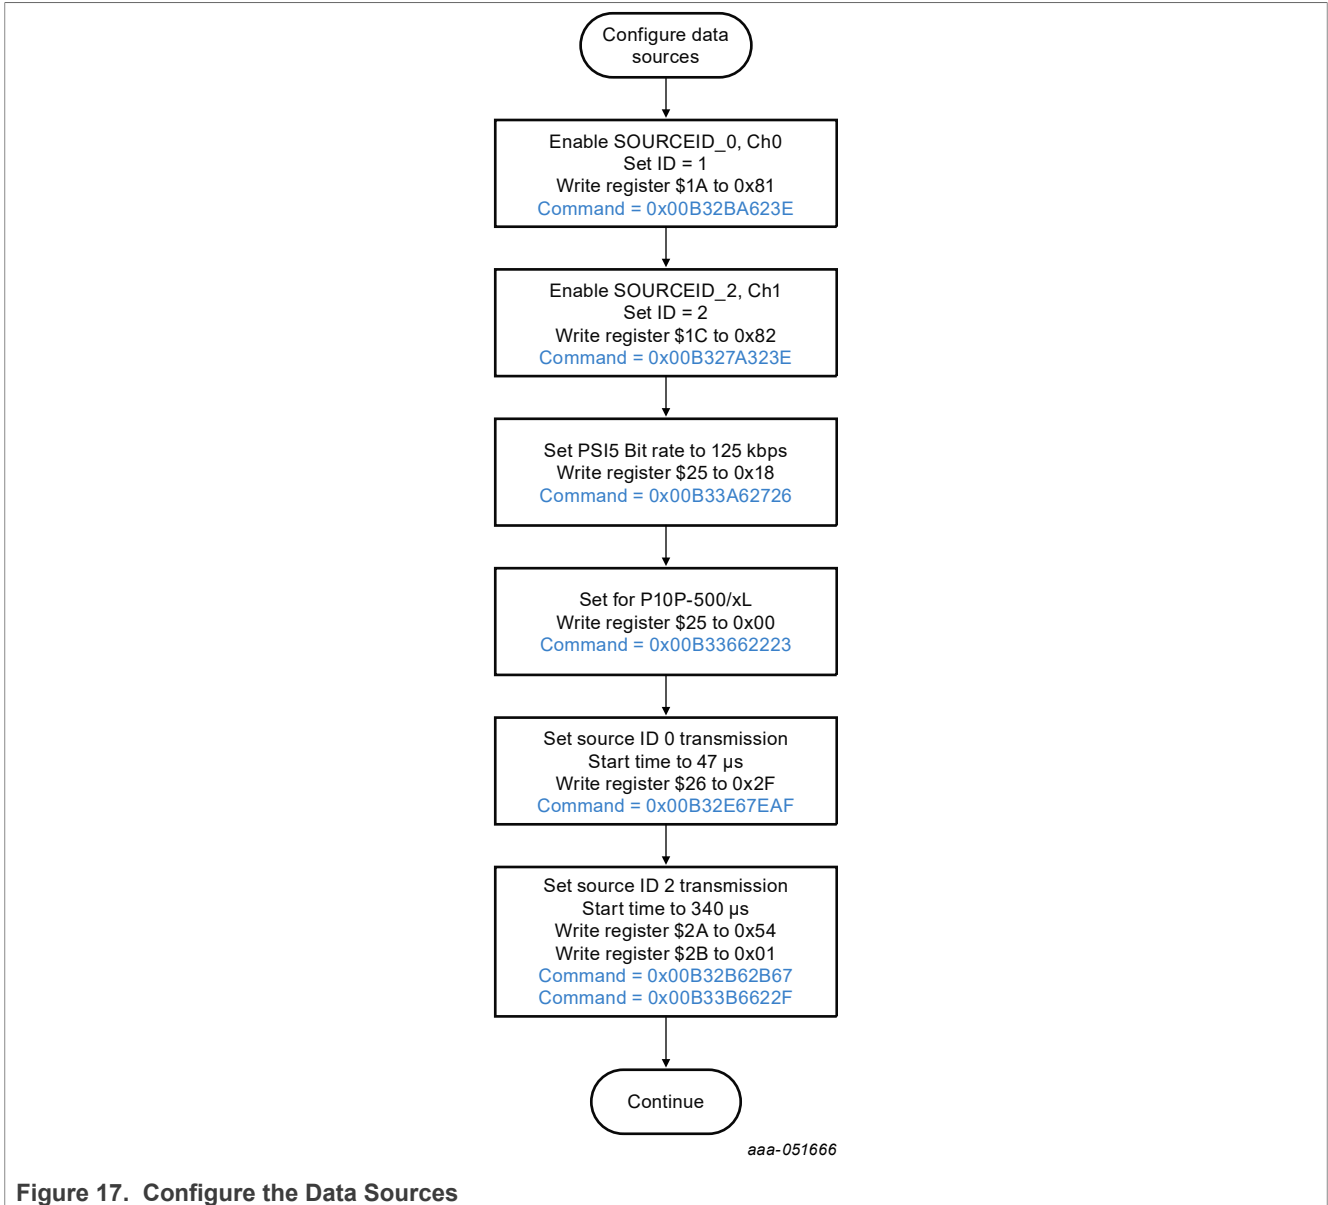 Configure data
sources
Enable SOURCEID_0, Ch0
Set ID = 1
Write register $1A to 0x81
Command = 0x00B32BA623E
Enable SOURCEID_2, Ch1
Set ID = 2
Write register $1C to 0x82
Command = 0x00B327A323E
Set PSI5 Bit rate to 125 kbps
Write register $25 to 0x18
Command = 0x00B33A62726
Set for P10P-500/xL
Write register $25 to 0x00
Command = 0x00B33662223
Set source ID 0 transmission
Start time to 47 μs
Write register $26 to 0x2F
Command = 0x00B32E67EAF
Set source ID 2 transmission
Start time to 340 μs
Write register $2A to 0x54
Write register $2B to 0x01
Command = 0x00B32B62B67
Command = 0x00B33B6622F
Continue
aaa-051666
Figure 17. Configure the Data Sources